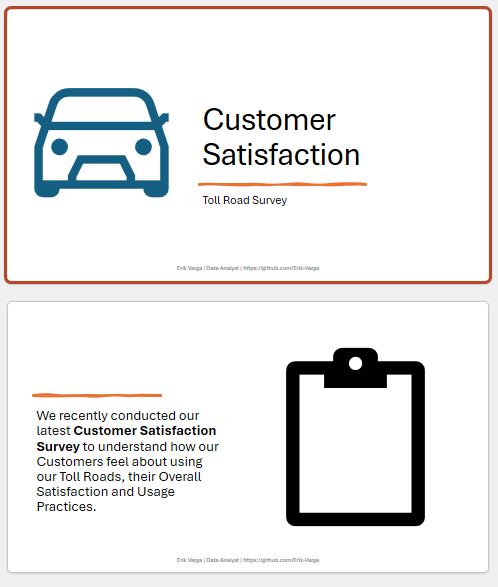 Customer
Satisfaction
Toll Road Survey
Erik Varga | Data Analyst | https://github.com/Erik-Varga
We recently conducted our
latest Customer Satisfaction
Survey to understand how our
Customers feel about using
our Toll Roads, their Overall
Satisfaction and Usage
Practices.
Erik Varga | Data Analyst | https://github.com/Erik-Varga